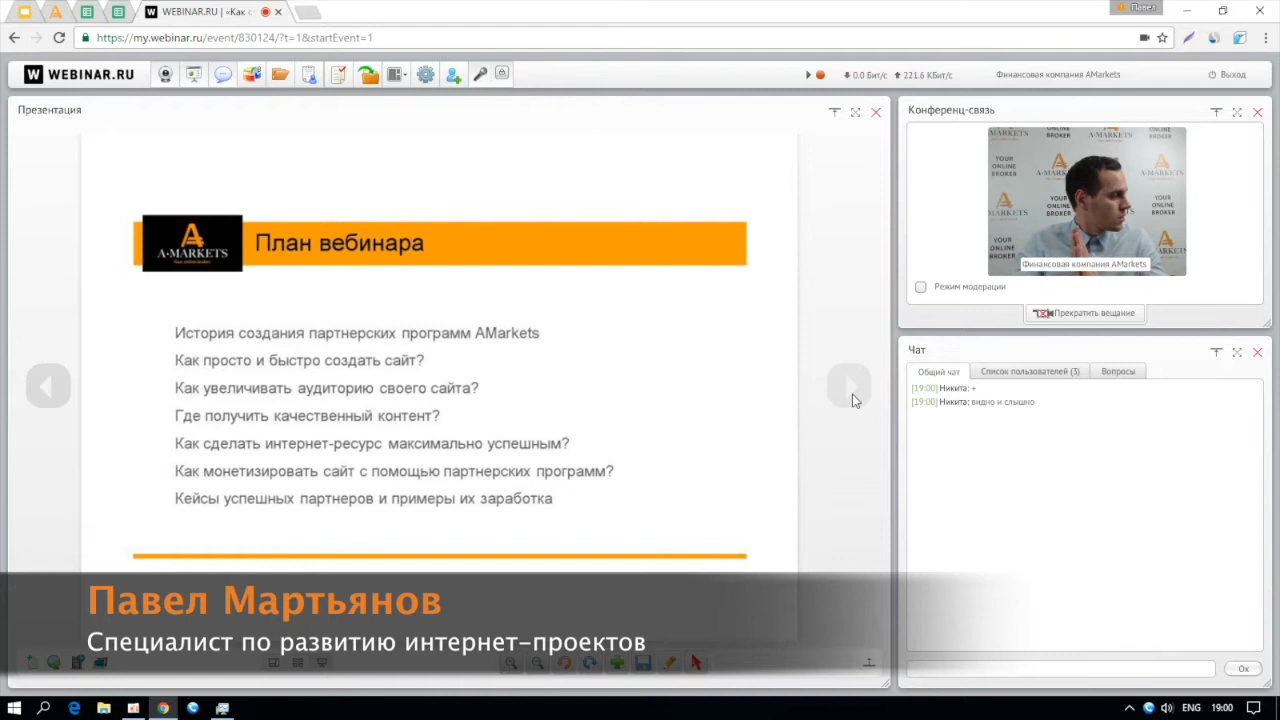 WEBINAR.RU | «Как с
Павел
https://my.webinar.ru/event/830124/?t=1&startEvent=1
W WEBINAR.RU
0.0 Бит/с 221.6 КБит/с
Финансовая компания AMarkets
Выход
Презентация
A-MARKETS
План вебинара
История создания партнерских программ AMarkets
Как просто и быстро создать сайт?
Как увеличивать аудиторию своего сайта?
Где получить качественный контент?
Как сделать интернет-ресурс максимально успешным?
Как монетизировать сайт с помощью партнерских программ?
Кейсы успешных партнеров и примеры их заработка
Павел Мартьянов
Специалист по развитию интернет-проектов
Конференц-связь
YOUR ONLINE BROKER
A-MARKETS
Финансовая компания AMarkets
Режим модерации
Прекратить вещание
Чат
Общий чат Список пользователей (3) Вопросы
[19:00] Никита: +
[19:00] Никита: видно и слышно
Ок
ENG 19:00